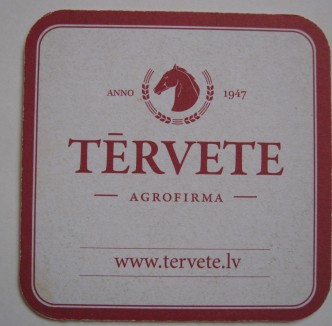 ANNO 1947
TĒRVETE
AGROFIRMA
www.tervete.lv